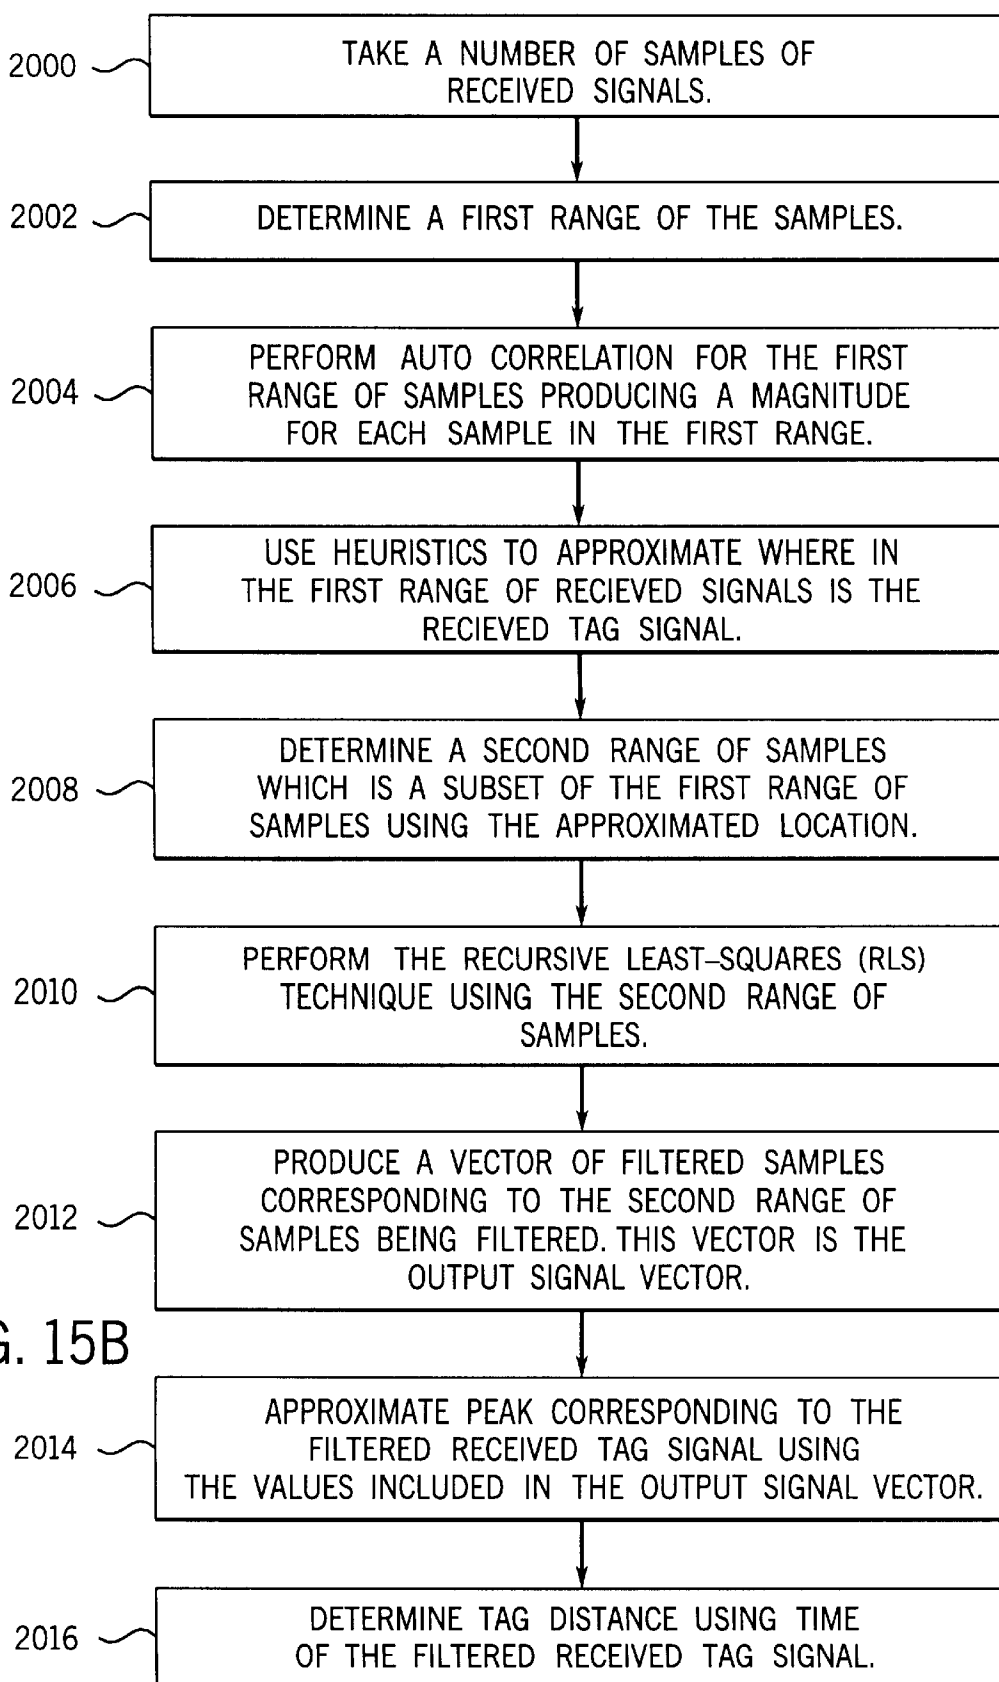 2000
TAKE A NUMBER OF SAMPLES OF
RECEIVED SIGNALS.
2002
DETERMINE A FIRST RANGE OF THE SAMPLES.
2004
PERFORM AUTO CORRELATION FOR THE FIRST
RANGE OF SAMPLES PRODUCING A MAGNITUDE
FOR EACH SAMPLE IN THE FIRST RANGE.
2006
USE HEURISTICS TO APPROXIMATE WHERE IN
THE FIRST RANGE OF RECIEVED SIGNALS IS THE
RECIEVED TAG SIGNAL.
2008
DETERMINE A SECOND RANGE OF SAMPLES
WHICH IS A SUBSET OF THE FIRST RANGE OF
SAMPLES USING THE APPROXIMATED LOCATION.
2010
PERFORM THE RECURSIVE LEAST–SQUARES (RLS)
TECHNIQUE USING THE SECOND RANGE OF
SAMPLES.
2012
PRODUCE A VECTOR OF FILTERED SAMPLES
CORRESPONDING TO THE SECOND RANGE OF
SAMPLES BEING FILTERED. THIS VECTOR IS THE
OUTPUT SIGNAL VECTOR.
G. 15B
2014
APPROXIMATE PEAK CORRESPONDING TO THE
FILTERED RECEIVED TAG SIGNAL USING
THE VALUES INCLUDED IN THE OUTPUT SIGNAL VECTOR.
2016
DETERMINE TAG DISTANCE USING TIME
OF THE FILTERED RECEIVED TAG SIGNAL.